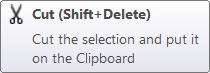 Cut (Shift+Delete)
Cut the selection and put it
on the Clipboard